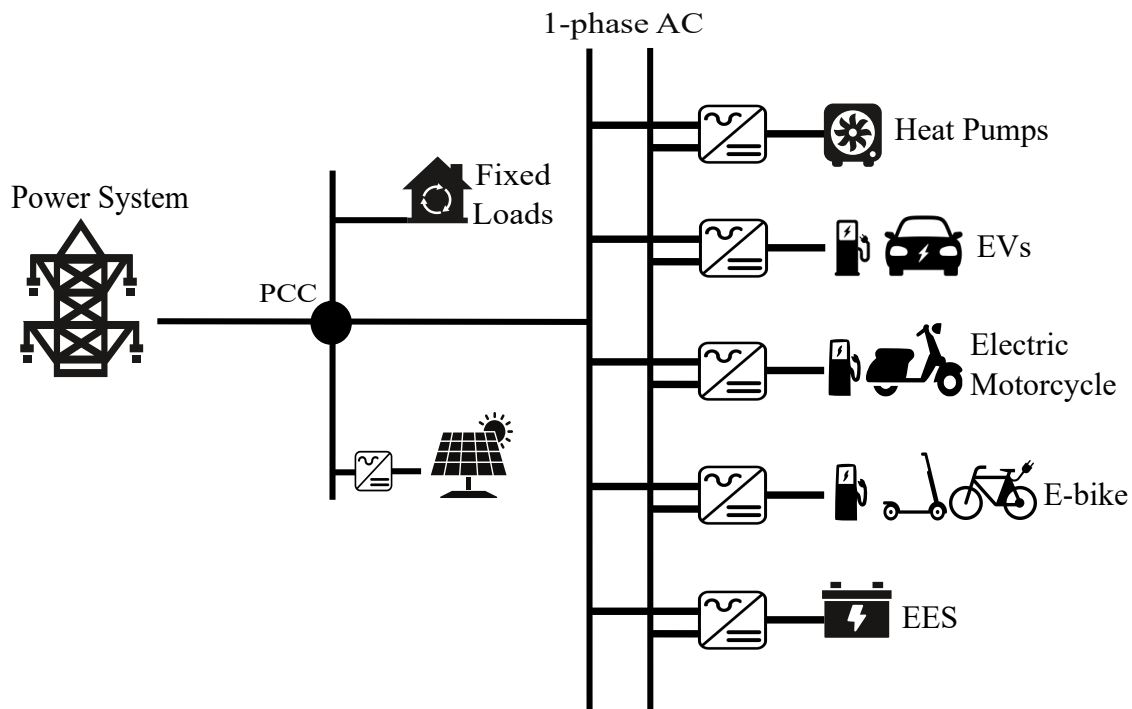 1-phase AC
Heat Pumps
Fixed
Loads
Power System
EVs
PCC
Electric
Motorcycle
E-bike
EES